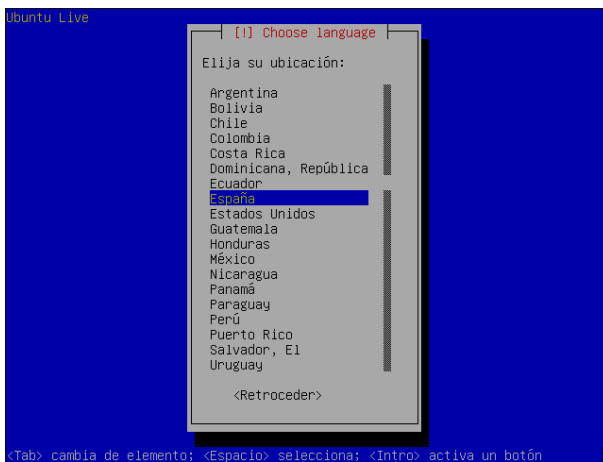 Ubuntu Live
[!] Choose language
Elija su ubicación:
Argentina
Bolivia
Chile
Colombia
Costa Rica
Dominicana, República
Ecuador
España
Estados Unidos
Guatemala
Honduras
México
Nicaragua
Panamá
Paraguay
Perú
Puerto Rico
Salvador, El
Uruguay
<Retroceder>
<Tab> cambia de elemento; <Espacio> selecciona; <Intro> activa un botón